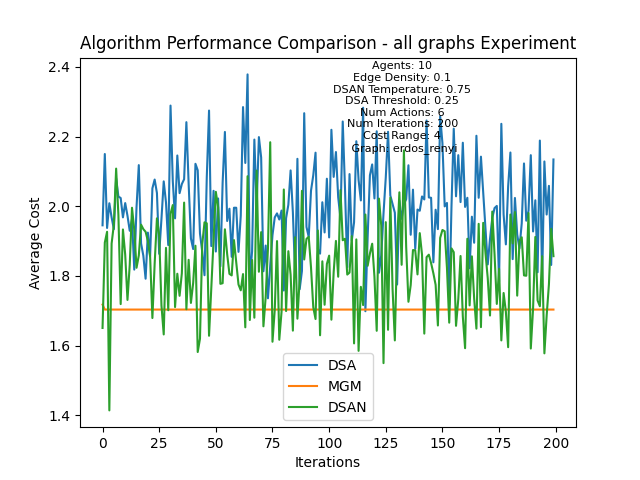 Algorithm Performance Comparison - all graphs Experiment
Agents: 10
Edge Density: 0.1
DSAN Temperature: 0.75
DSA Threshold: 0.25
Num Actions: 6
Num Iterations: 200
Cost Range: 4
Graph: erdos_renyi
2.4
2.2
2.0
1.8
1.6
1.4
Average Cost
DSA
MGM
DSAN
0 25 50 75 100 125 150 175 200
Iterations